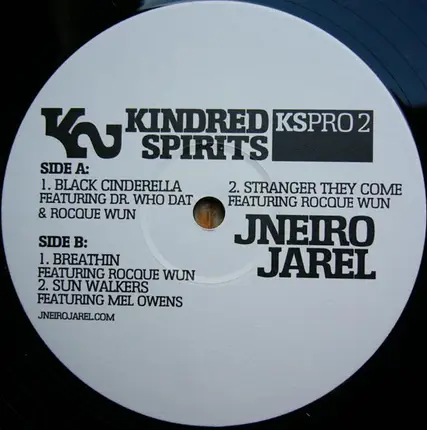 KS
KINDRED
SPIRITS
KSPRO 2
SIDE A:
1. BLACK CINDERELLA
FEATURING DR. WHO DAT
& ROCQUE WUN
2. STRANGER THEY COME
FEATURING ROCQUE WUN
JNEIRO
JAREL
SIDE B:
1. BREATHIN
FEATURING ROCQUE WUN
2. SUN WALKERS
FEATURING MEL OWENS
JNEIROJAREL.COM